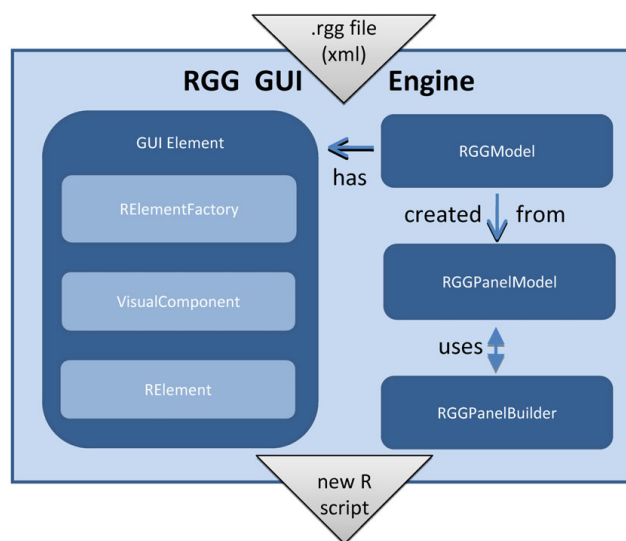 .rgg file
(xml)
RGG GUI Engine
GUI Element
RElementFactory
VisualComponent
RElement
has
RGGModel
created from
RGGPanelModel
uses
RGGPanelBuilder
new R
script